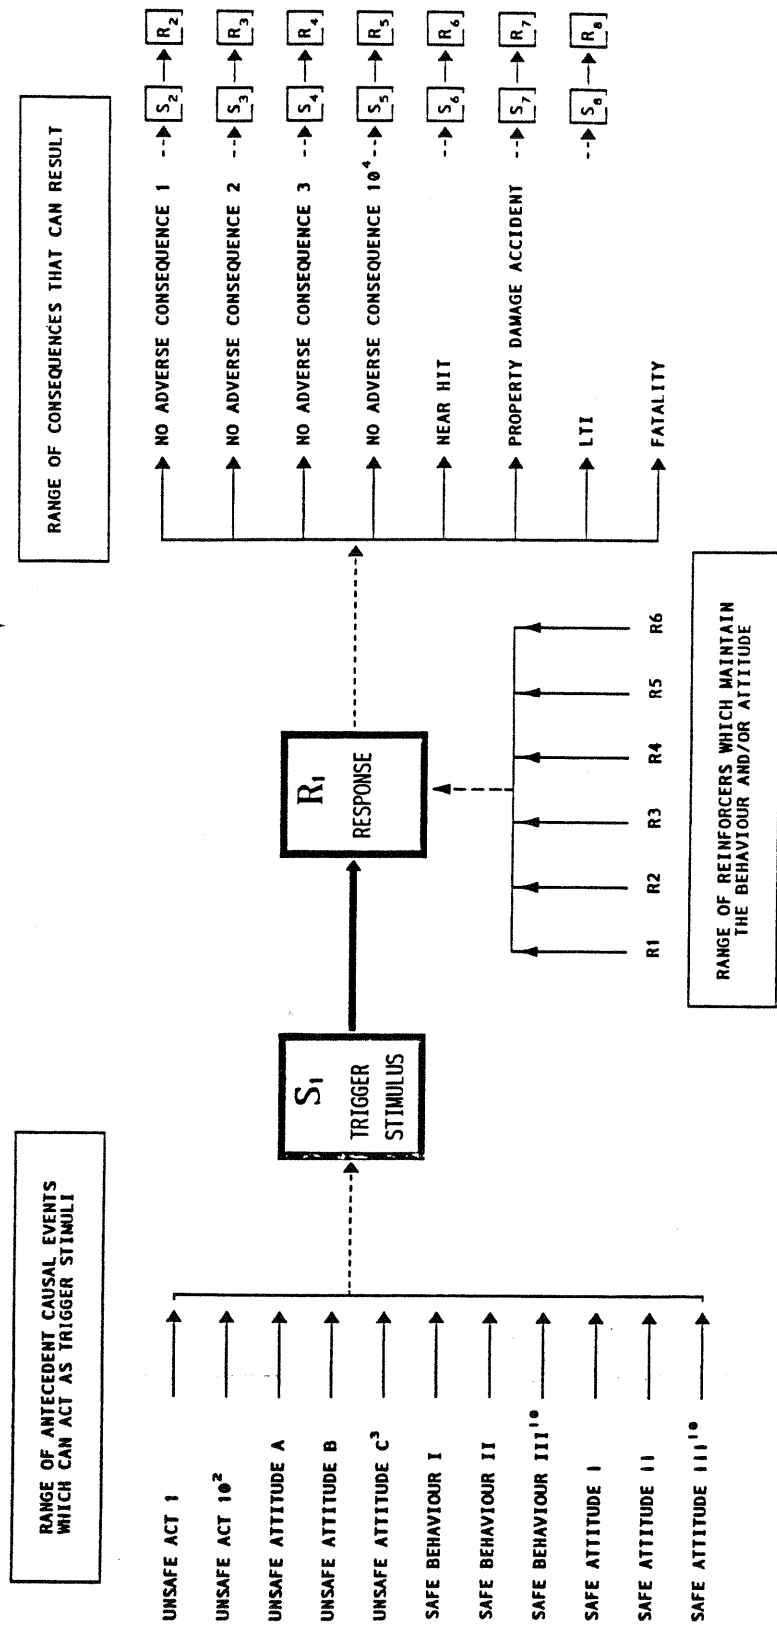 RANGE OF ANTECEDENT CAUSAL EVENTS
WHICH CAN ACT AS TRIGGER STIMULI
UNSAFE ACT 1
UNSAFE ACT 10²
UNSAFE ATTITUDE A
UNSAFE ATTITUDE B
UNSAFE ATTITUDE C³
SAFE BEHAVIOUR I
SAFE BEHAVIOUR II
SAFE BEHAVIOUR III¹⁰
SAFE ATTITUDE I
SAFE ATTITUDE II
SAFE ATTITUDE III¹⁰
S₁
TRIGGER
STIMULUS
R₁
RESPONSE
R1 R2 R3 R4 R5 R6
RANGE OF REINFORCERS WHICH MAINTAIN
THE BEHAVIOUR AND/OR ATTITUDE
RANGE OF CONSEQUENCES THAT CAN RESULT
NO ADVERSE CONSEQUENCE 1 S₂ R₂
NO ADVERSE CONSEQUENCE 2 S₃ R₃
NO ADVERSE CONSEQUENCE 3 S₄ R₄
NO ADVERSE CONSEQUENCE 10⁴ S₅ R₅
NEAR HIT S₆ R₆
PROPERTY DAMAGE ACCIDENT S₇ R₇
LTI S₈ R₈
FATALITY